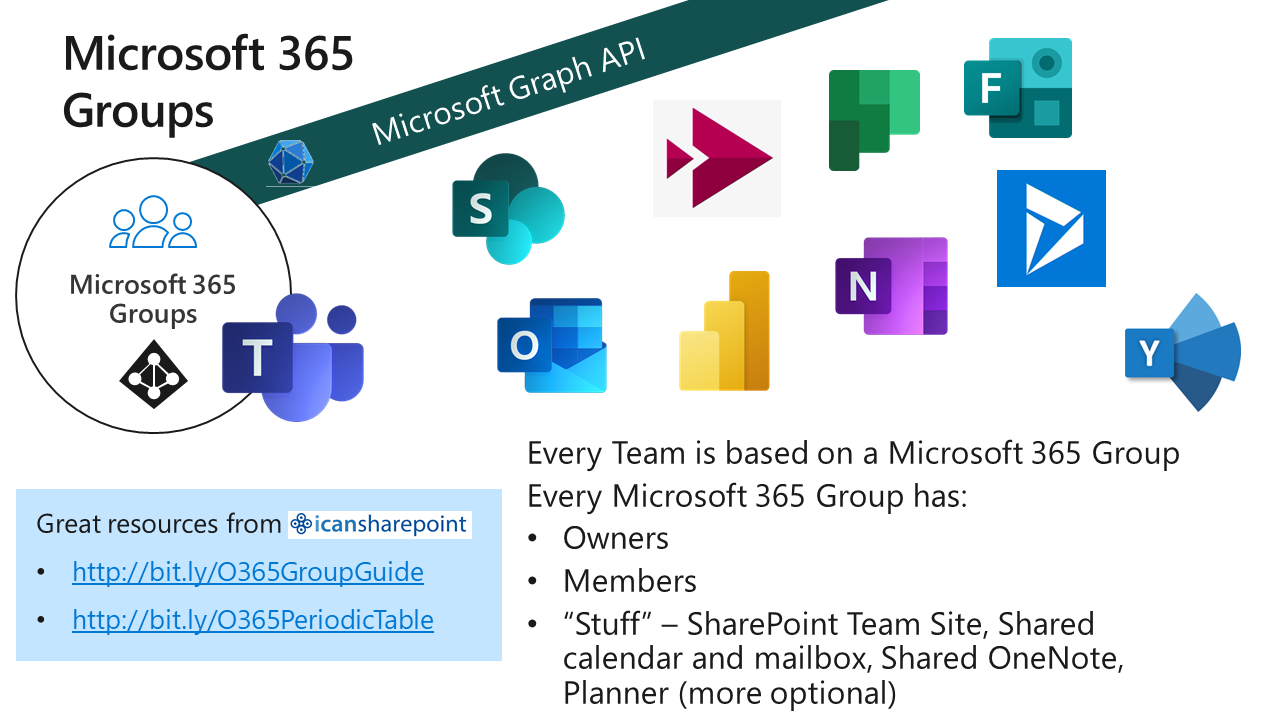 Microsoft 365
Groups
Microsoft Graph API
Microsoft 365
Groups
T
S
O
N
F
Y
Every Team is based on a Microsoft 365 Group
Every Microsoft 365 Group has:
• Owners
• Members
• “Stuff” – SharePoint Team Site, Shared
calendar and mailbox, Shared OneNote,
Planner (more optional)
Great resources from icansharepoint
• http://bit.ly/O365GroupGuide
• http://bit.ly/O365PeriodicTable